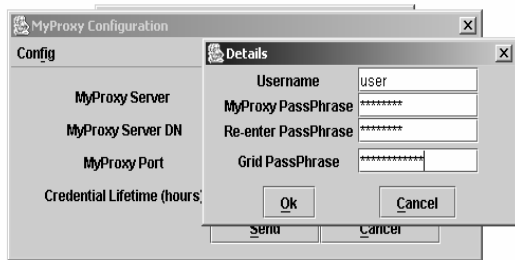 MyProxy Configuration
Config
MyProxy Server
MyProxy Server DN
MyProxy Port
Credential Lifetime (hours)
Send
Cancel
Details
Username
user
MyProxy PassPhrase
********
Re-enter PassPhrase
********
Grid PassPhrase
************
Ok
Cancel